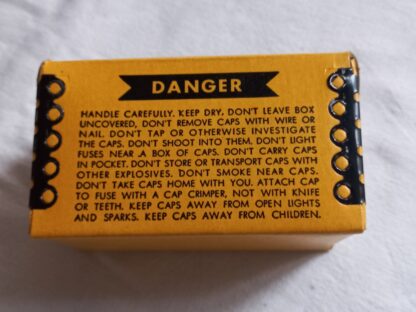 DANGER
HANDLE CAREFULLY. KEEP DRY. DON'T LEAVE BOX
UNCOVERED, DON'T REMOVE CAPS WITH WIRE OR
NAIL. DON'T TAP OR OTHERWISE INVESTIGATE
THE CAPS. DON'T SHOOT INTO THEM. DON'T LIGHT
FUSES NEAR A BOX OF CAPS. DON'T CARRY CAPS
IN POCKET. DON'T STORE OR TRANSPORT CAPS WITH
OTHER EXPLOSIVES. DON'T SMOKE NEAR CAPS.
DON'T TAKE CAPS HOME WITH YOU. ATTACH CAP
TO FUSE WITH A CAP CRIMPER, NOT WITH KNIFE
OR TEETH. KEEP CAPS AWAY FROM OPEN LIGHTS
AND SPARKS. KEEP CAPS AWAY FROM CHILDREN.